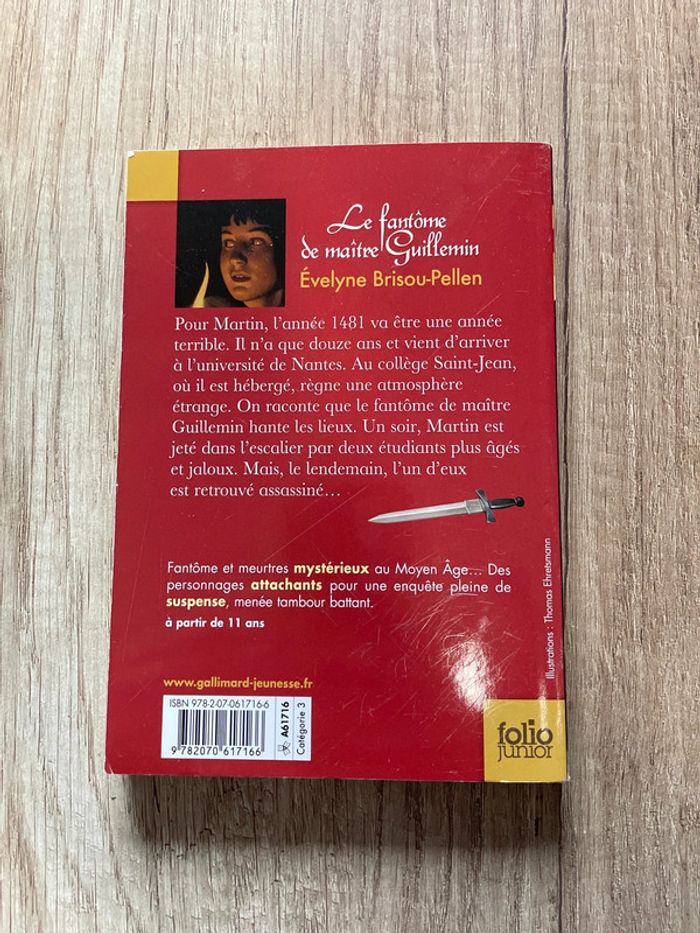 Le fantôme
de maître Guillemin
Évelyne Brisou-Pellen
Pour Martin, l'année 1481 va être une année
terrible. Il n'a que douze ans et vient d'arriver
à l'université de Nantes. Au collège Saint-Jean,
où il est hébergé, règne une atmosphère
étrange. On raconte que le fantôme de maître
Guillemin hante les lieux. Un soir, Martin est
jeté dans l'escalier par deux étudiants plus âgés
et jaloux. Mais, le lendemain, l'un d'eux
est retrouvé assassiné…
Fantôme et meurtres mystérieux au Moyen Âge… Des
personnages attachants pour une enquête pleine de
suspense, menée tambour battant.
à partir de 11 ans
Illustrations : Thomas Ehretsmann
www.gallimard-jeunesse.fr
ISBN 978-2-07-061716-6
9 782070 617166
A61716
Catégorie 3
folio
junior